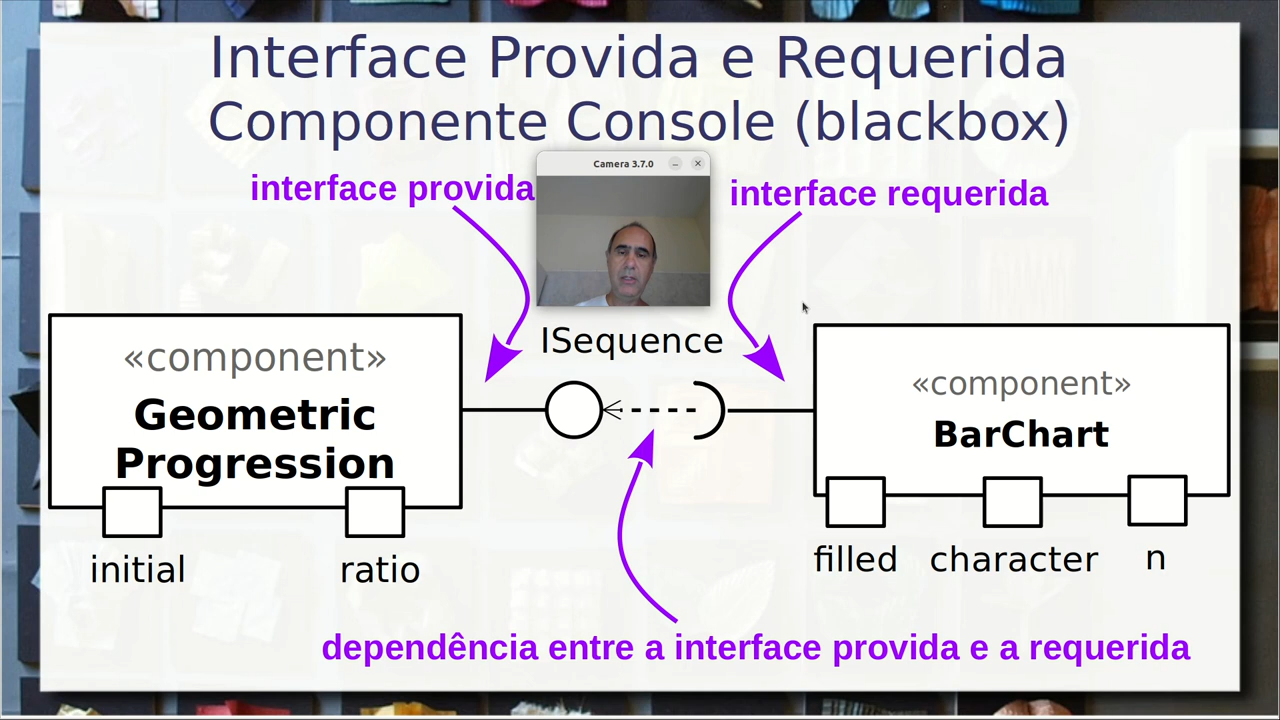 Interface Provida e Requerida
Componente Console (blackbox)
Camera 3.7.0
interface provida
interface requerida
ISequence
«component»
Geometric
Progression
«component»
BarChart
initial
ratio
filled
character
n
dependência entre a interface provida e a requerida